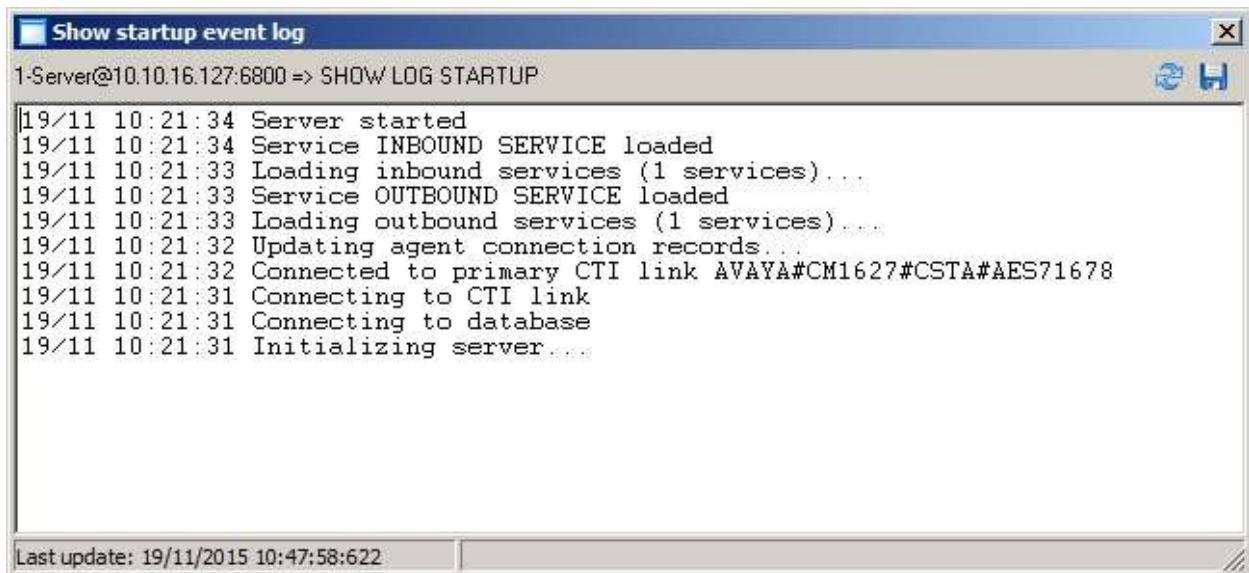 Show startup event log
1-Server@10.10.16.127:6800 => SHOW LOG STARTUP
19/11 10:21:34 Server started
19/11 10:21:34 Service INBOUND SERVICE loaded
19/11 10:21:33 Loading inbound services (1 services)...
19/11 10:21:33 Service OUTBOUND SERVICE loaded
19/11 10:21:33 Loading outbound services (1 services)...
19/11 10:21:32 Updating agent connection records...
19/11 10:21:32 Connected to primary CTI link AVAYA#CM1627#CSTA#AES71678
19/11 10:21:31 Connecting to CTI link
19/11 10:21:31 Connecting to database
19/11 10:21:31 Initializing server...
Last update: 19/11/2015 10:47:58:622